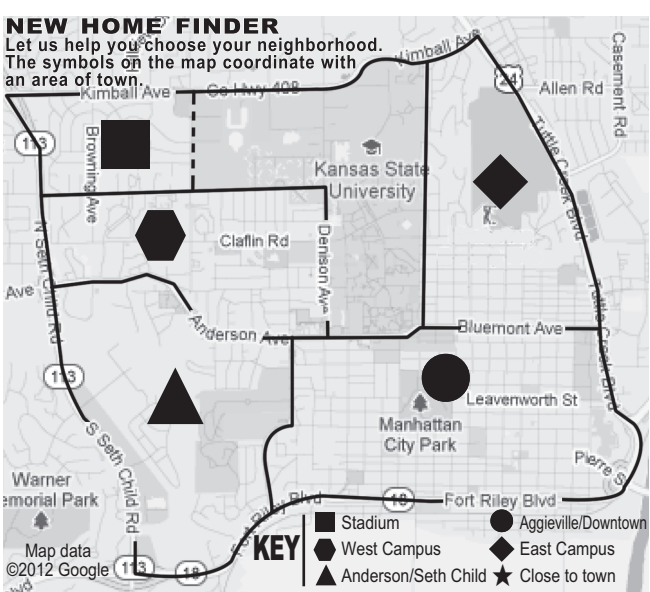 NEW HOME FINDER
Let us help you choose your neighborhood.
The symbols on the map coordinate with
an area of town.
Kimball Ave
Kimball Ave
Co Hwy 408
24
Allen Rd
Casement Rd
113
Browning Ave
Kansas State
University
Tuttle Creek Blvd
N Seth Child Rd
Claflin Rd
Denison Ave
Ave
Anderson Ave
Bluemont Ave
Tuttle Creek Blvd
113
Leavenworth St
Manhattan
City Park
S Seth Child Rd
Pierre S
Warner
emorial Park
Fort Riley Blvd
18
Fort Riley Blvd
Map data
©2012 Google
113
18
lvd
KEY
Stadium
Aggieville/Downtown
West Campus
East Campus
Anderson/Seth Child
Close to town